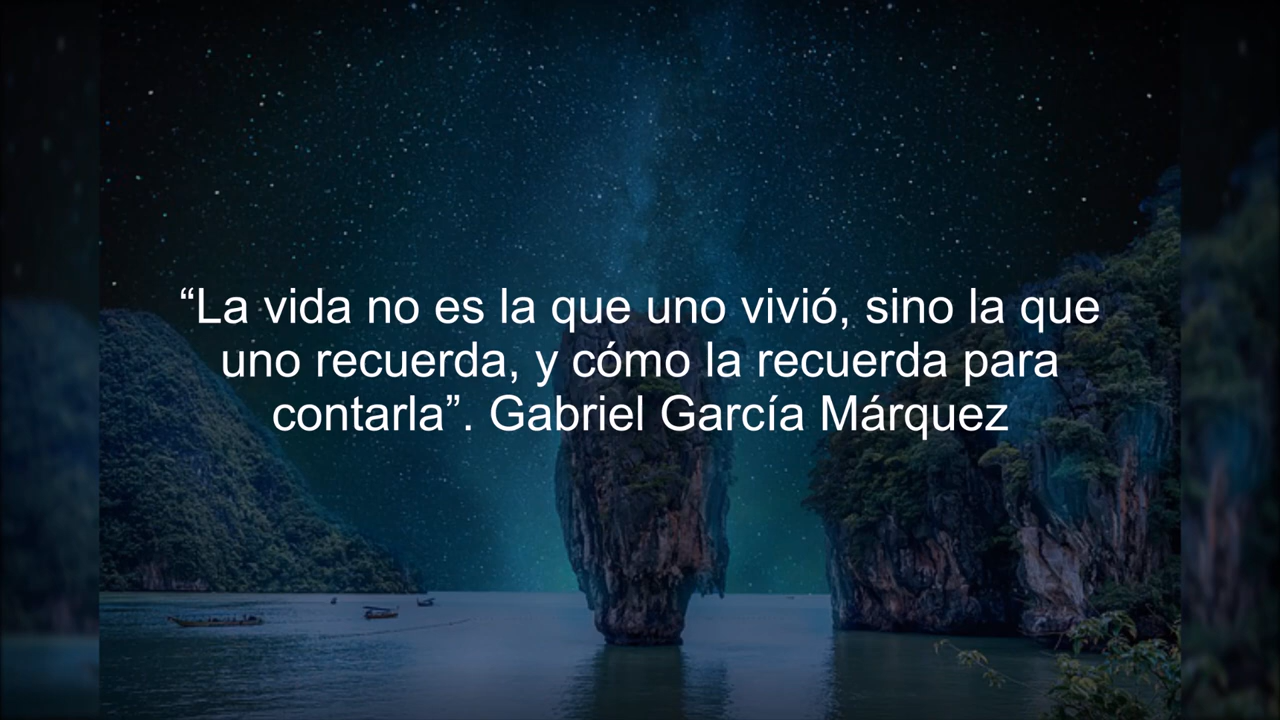 “La vida no es la que uno vivió, sino la que
uno recuerda, y cómo la recuerda para
contarla”. Gabriel García Márquez